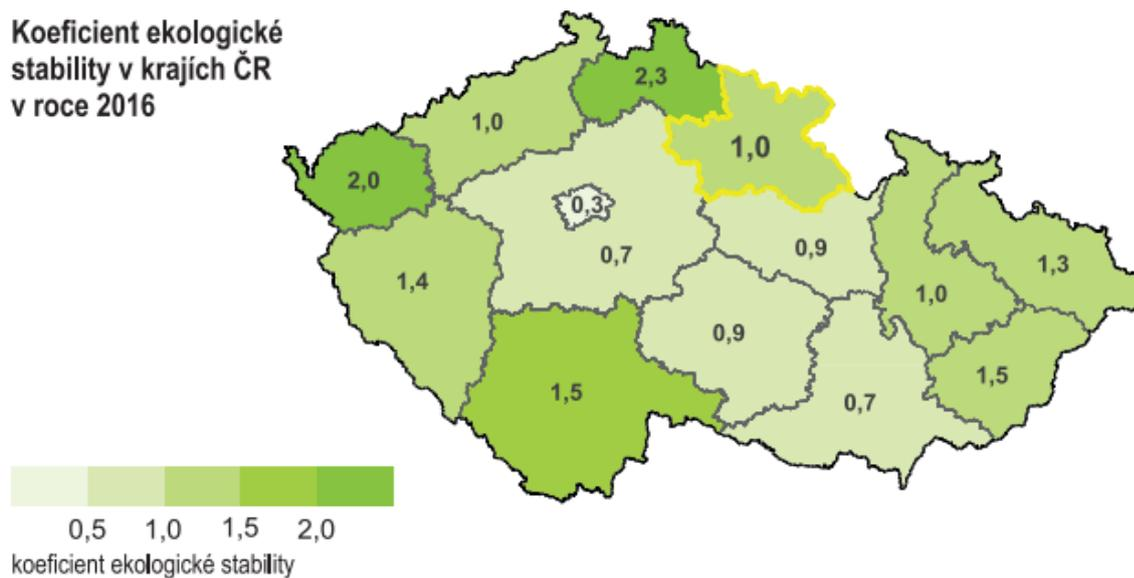 Koeficient ekologické
stability v krajích ČR
v roce 2016
2,3
1,0
1,0
2,0
0,3
0,7
0,9
1,4
1,3
1,0
0,9
1,5
1,5
0,7
0,5 1,0 1,5 2,0
koeficient ekologické stability